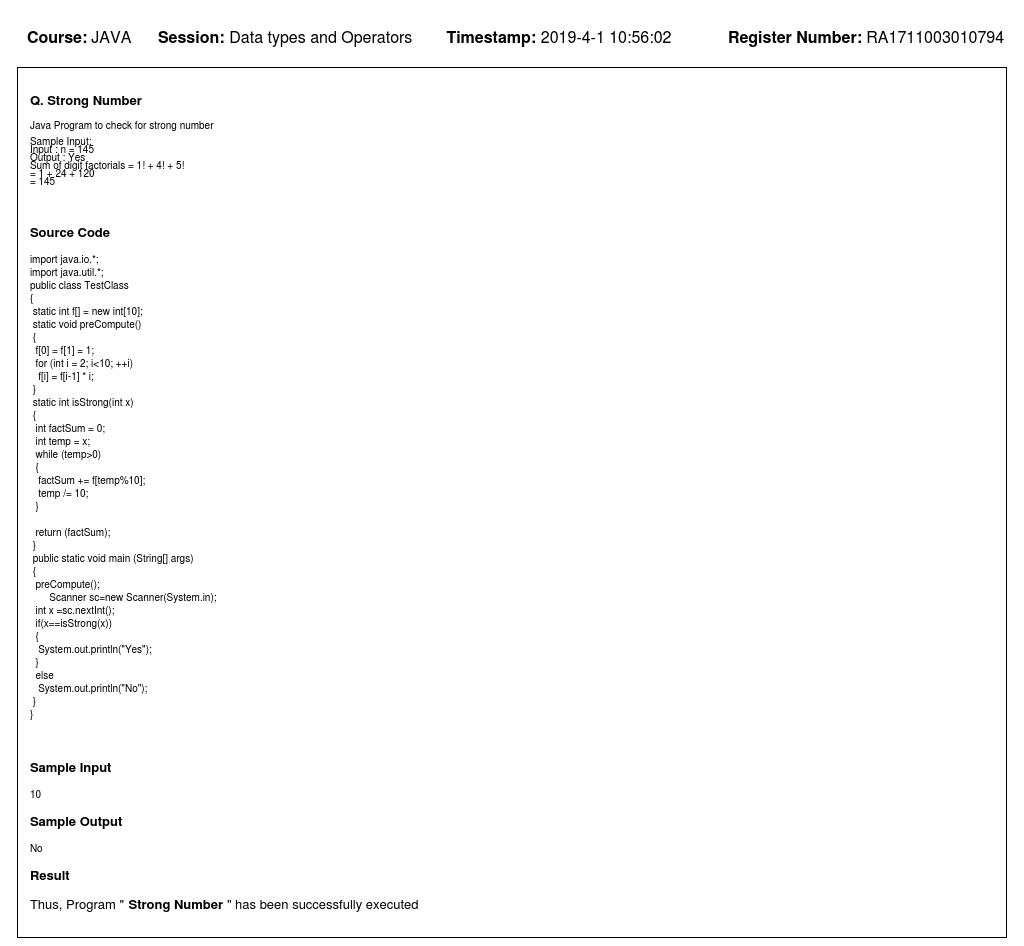 Course: JAVA Session: Data types and Operators Timestamp: 2019-4-1 10:56:02 Register Number: RA1711003010794
Q. Strong Number
Java Program to check for strong number
Sample Input:
Input : n = 145
Output : Yes
Sum of digit factorials = 1! + 4! + 5!
= 1 + 24 + 120
= 145
Source Code
import java.io.*;
import java.util.*;
public class TestClass
{
static int f[] = new int[10];
static void preCompute()
{
f[0] = f[1] = 1;
for (int i = 2; i<10; ++i)
f[i] = f[i-1] * i;
}
static int isStrong(int x)
{
int factSum = 0;
int temp = x;
while (temp>0)
{
factSum += f[temp%10];
temp /= 10;
}
return (factSum);
}
public static void main (String[] args)
{
preCompute();
Scanner sc=new Scanner(System.in);
int x =sc.nextInt();
if(x==isStrong(x))
{
System.out.println("Yes");
}
else
System.out.println("No");
}
}
Sample Input
10
Sample Output
No
Result
Thus, Program " Strong Number " has been successfully executed